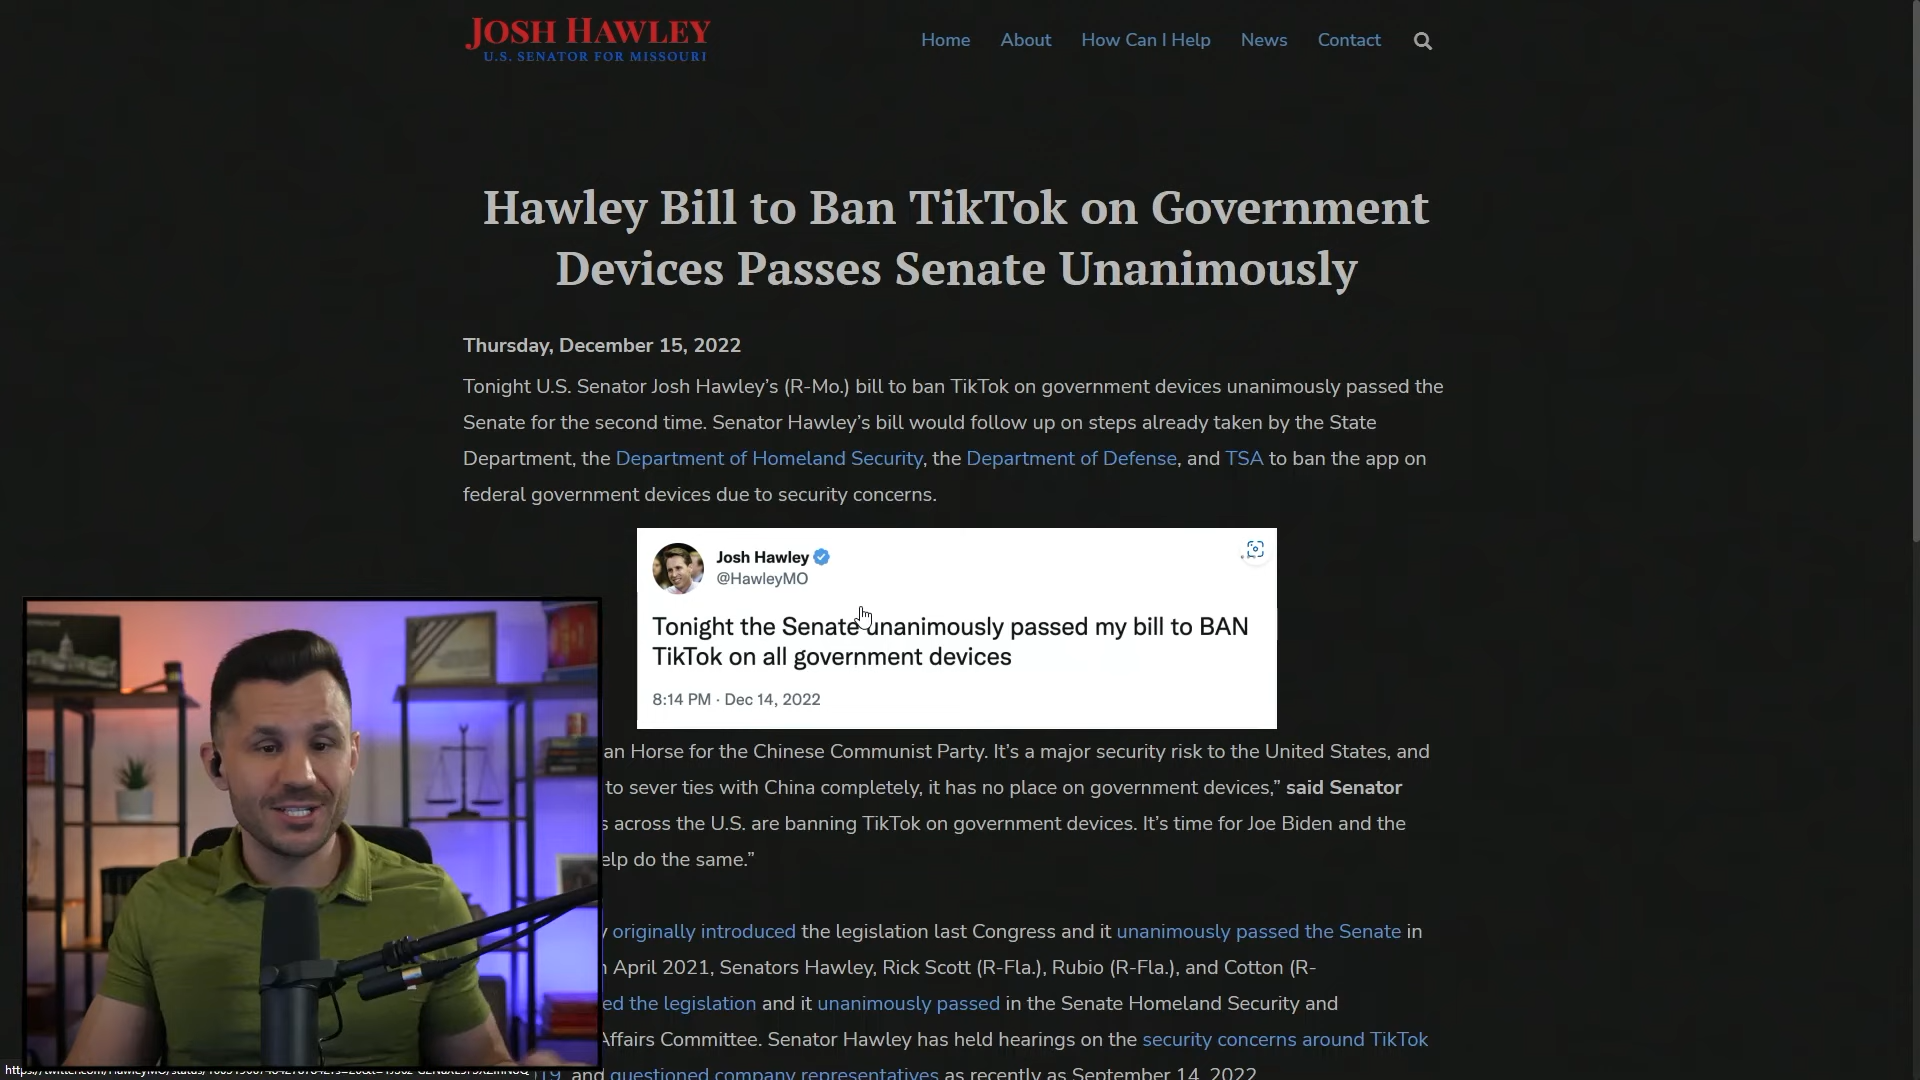 JOSH HAWLEY
U.S. SENATOR FOR MISSOURI
Home About How Can I Help News Contact
Hawley Bill to Ban TikTok on Government
Devices Passes Senate Unanimously
Thursday, December 15, 2022
Tonight U.S. Senator Josh Hawley’s (R-Mo.) bill to ban TikTok on government devices unanimously passed the
Senate for the second time. Senator Hawley’s bill would follow up on steps already taken by the State
Department, the Department of Homeland Security, the Department of Defense, and TSA to ban the app on
federal government devices due to security concerns.
Josh Hawley
@HawleyMO
Tonight the Senate unanimously passed my bill to BAN
TikTok on all government devices
8:14 PM · Dec 14, 2022
an Horse for the Chinese Communist Party. It’s a major security risk to the United States, and
to sever ties with China completely, it has no place on government devices,” said Senator
s across the U.S. are banning TikTok on government devices. It’s time for Joe Biden and the
elp do the same.”
y originally introduced the legislation last Congress and it unanimously passed the Senate in
April 2021, Senators Hawley, Rick Scott (R-Fla.), Rubio (R-Fla.), and Cotton (R-
ed the legislation and it unanimously passed in the Senate Homeland Security and
Affairs Committee. Senator Hawley has held hearings on the security concerns around TikTok
19, and questioned company representatives as recently as September 14, 2022